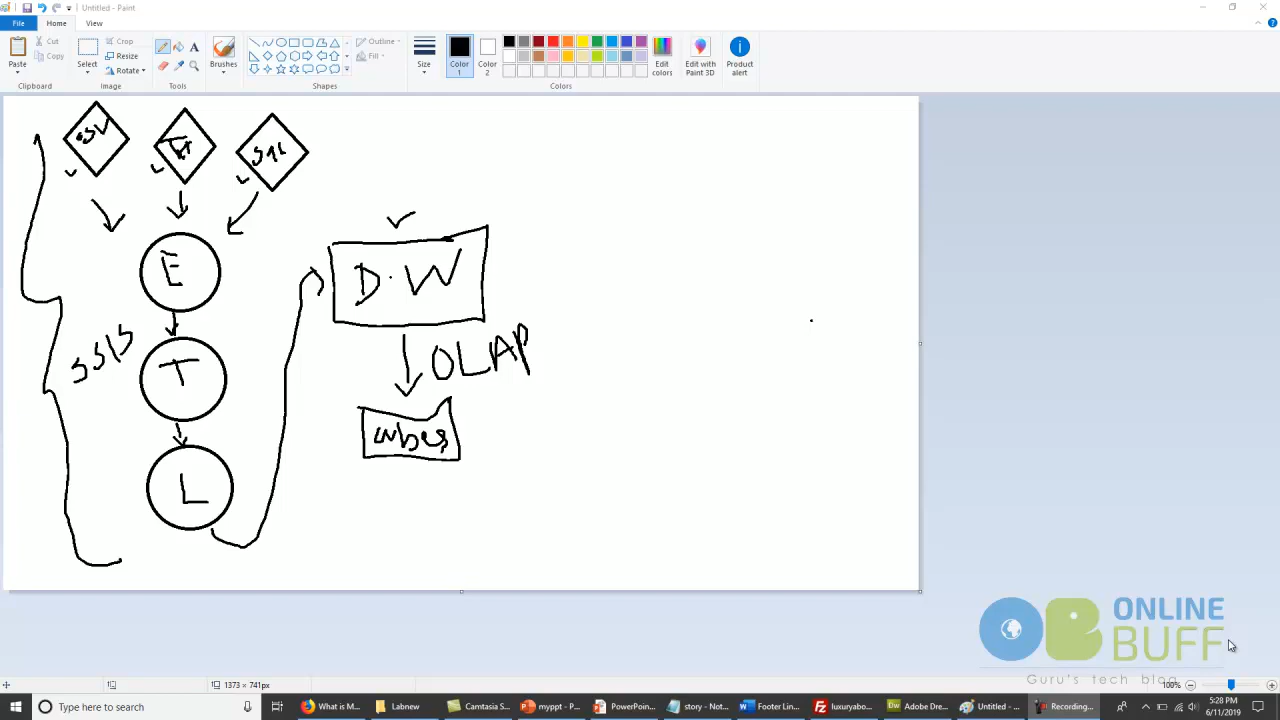 Untitled - Paint
File Home View
Cut
Copy
Paste
Clipboard
Crop
Resize
Rotate
Select
Image
Tools
Brushes
Shapes
Outline
Fill
Size
Color 1
Color 2
Edit colors
Edit with Paint 3D
Product alert
Colors
CSV
SQL
E
T
L
SSIS
D.W
OLAP
cubes
ONLINE
BUFF
Guru's tech blog
1373 × 741px
100%
Type here to search
What is M...
Labnew
Camtasia S...
myppt - P...
PowerPoin...
story - Not...
Footer Lin...
luxuryabo...
Adobe Dre...
Untitled - ...
Recording...
5:28 PM
6/11/2019